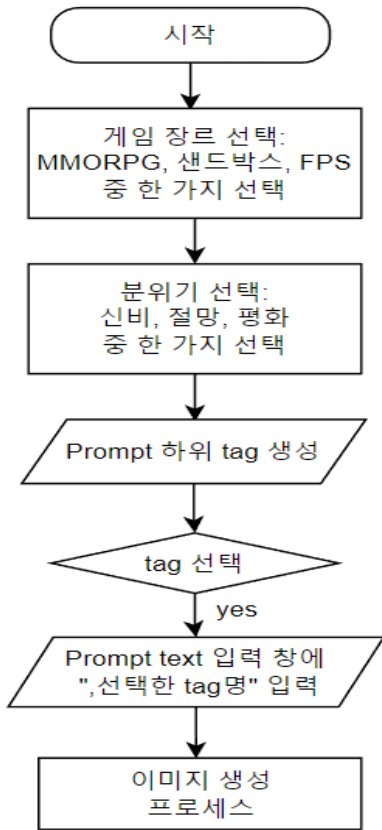 시작
게임 장르 선택:
MMORPG, 샌드박스, FPS
중 한 가지 선택
분위기 선택:
신비, 절망, 평화
중 한 가지 선택
Prompt 하위 tag 생성
tag 선택
yes
Prompt text 입력 창에
",선택한 tag명" 입력
이미지 생성
프로세스